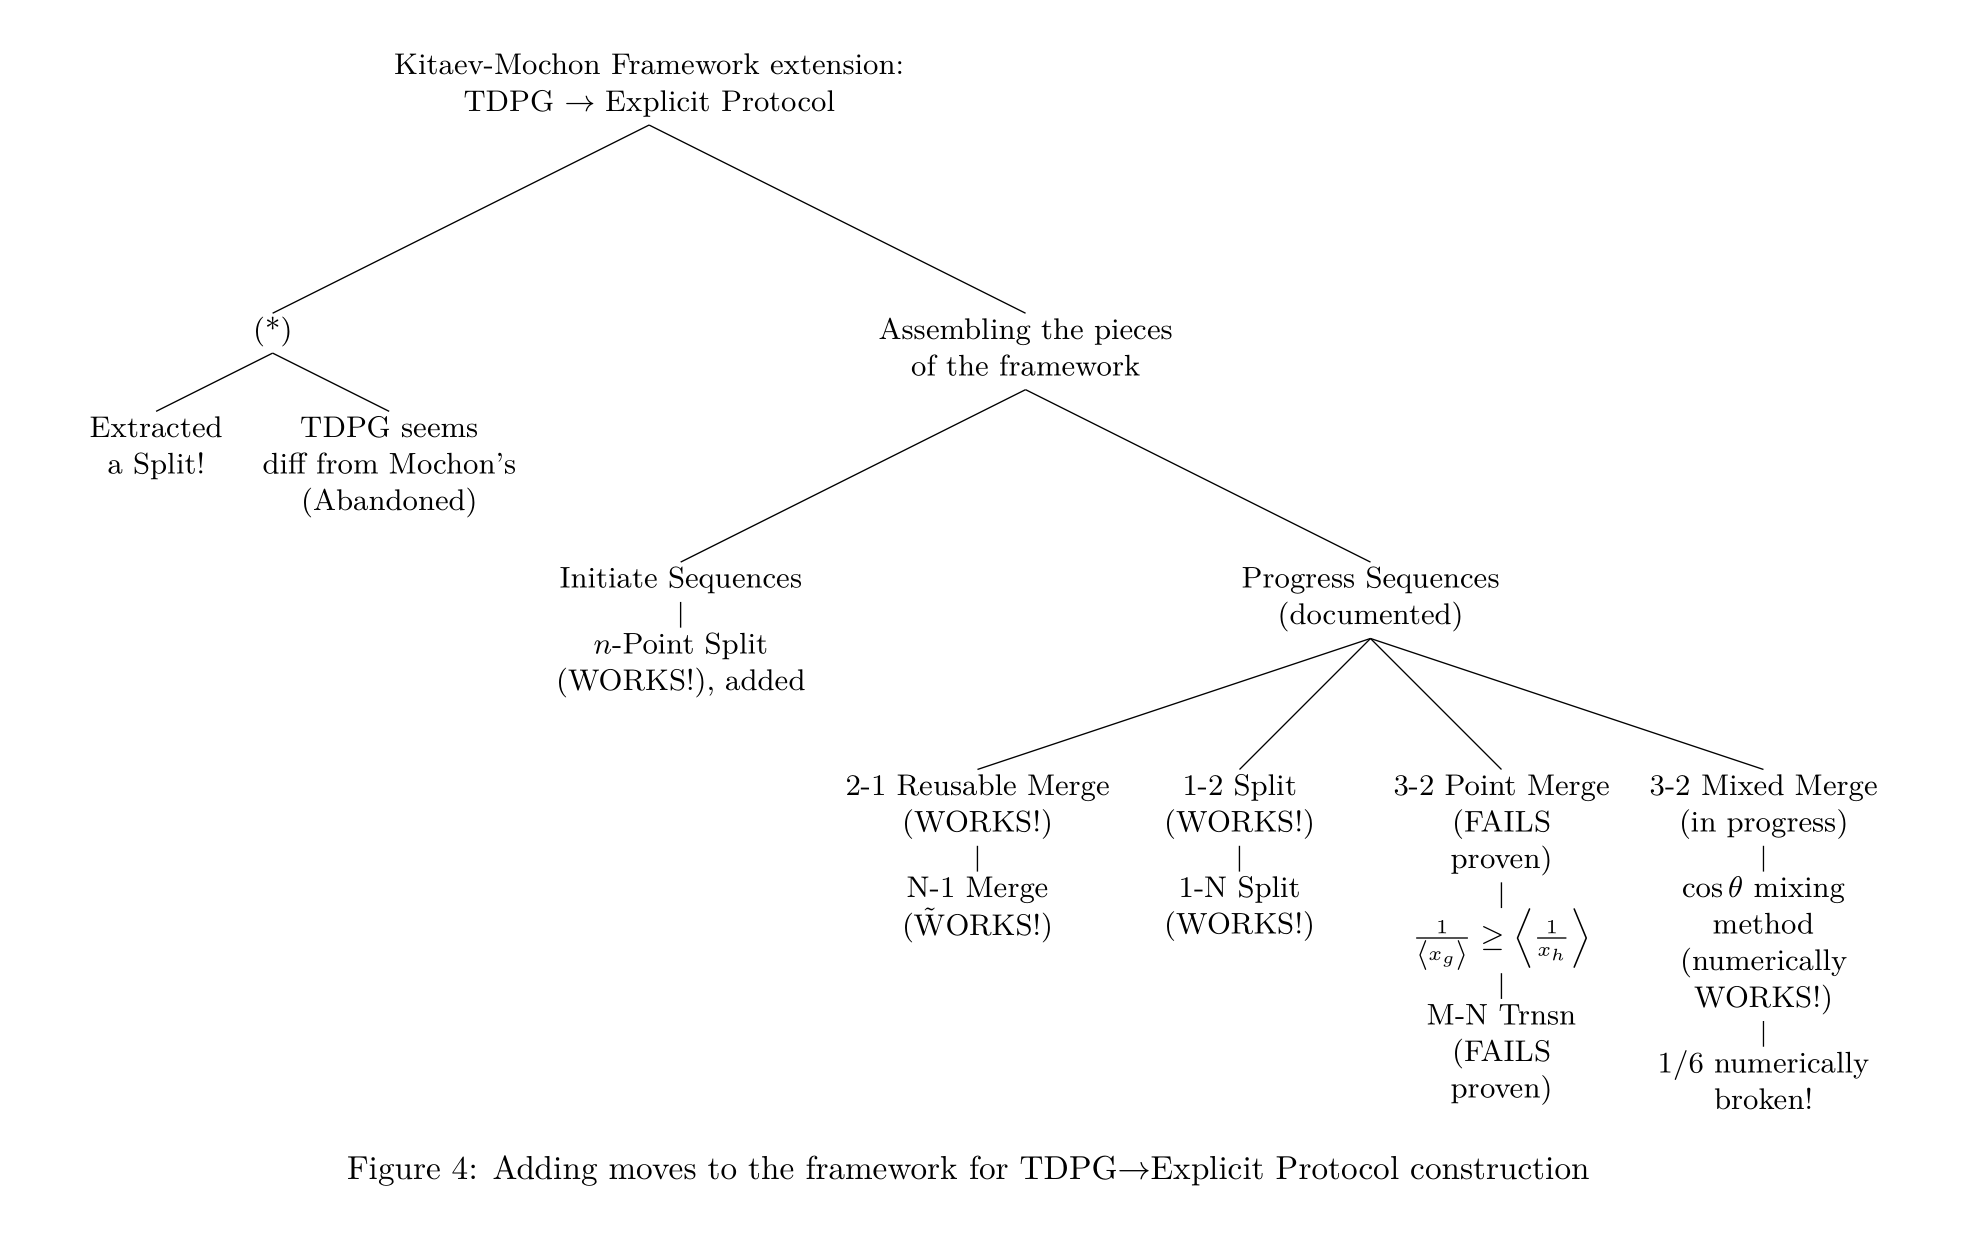 Kitaev-Mochon Framework extension:
TDPG → Explicit Protocol
(*)
Extracted
a Split!
TDPG seems
diff from Mochon's
(Abandoned)
Assembling the pieces
of the framework
Initiate Sequences
n-Point Split
(WORKS!), added
Progress Sequences
(documented)
2-1 Reusable Merge
(WORKS!)
N-1 Merge
(W̃ORKS!)
1-2 Split
(WORKS!)
1-N Split
(WORKS!)
3-2 Point Merge
(FAILS
proven)
1/⟨x_g⟩ ≥ ⟨1/x_h⟩
M-N Trnsn
(FAILS
proven)
3-2 Mixed Merge
(in progress)
cos θ mixing
method
(numerically
WORKS!)
1/6 numerically
broken!
Figure 4: Adding moves to the framework for TDPG→Explicit Protocol construction